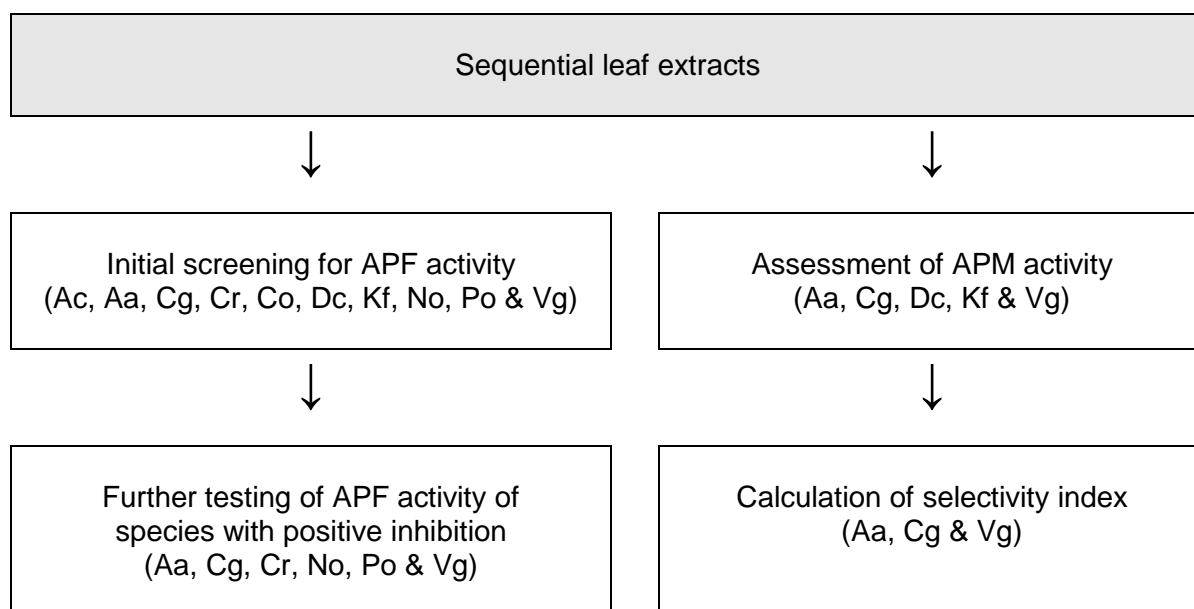 Sequential leaf extracts
↓ ↓
Initial screening for APF activity
(Ac, Aa, Cg, Cr, Co, Dc, Kf, No, Po & Vg)
Assessment of APM activity
(Aa, Cg, Dc, Kf & Vg)
↓ ↓
Further testing of APF activity of
species with positive inhibition
(Aa, Cg, Cr, No, Po & Vg)
Calculation of selectivity index
(Aa, Cg & Vg)